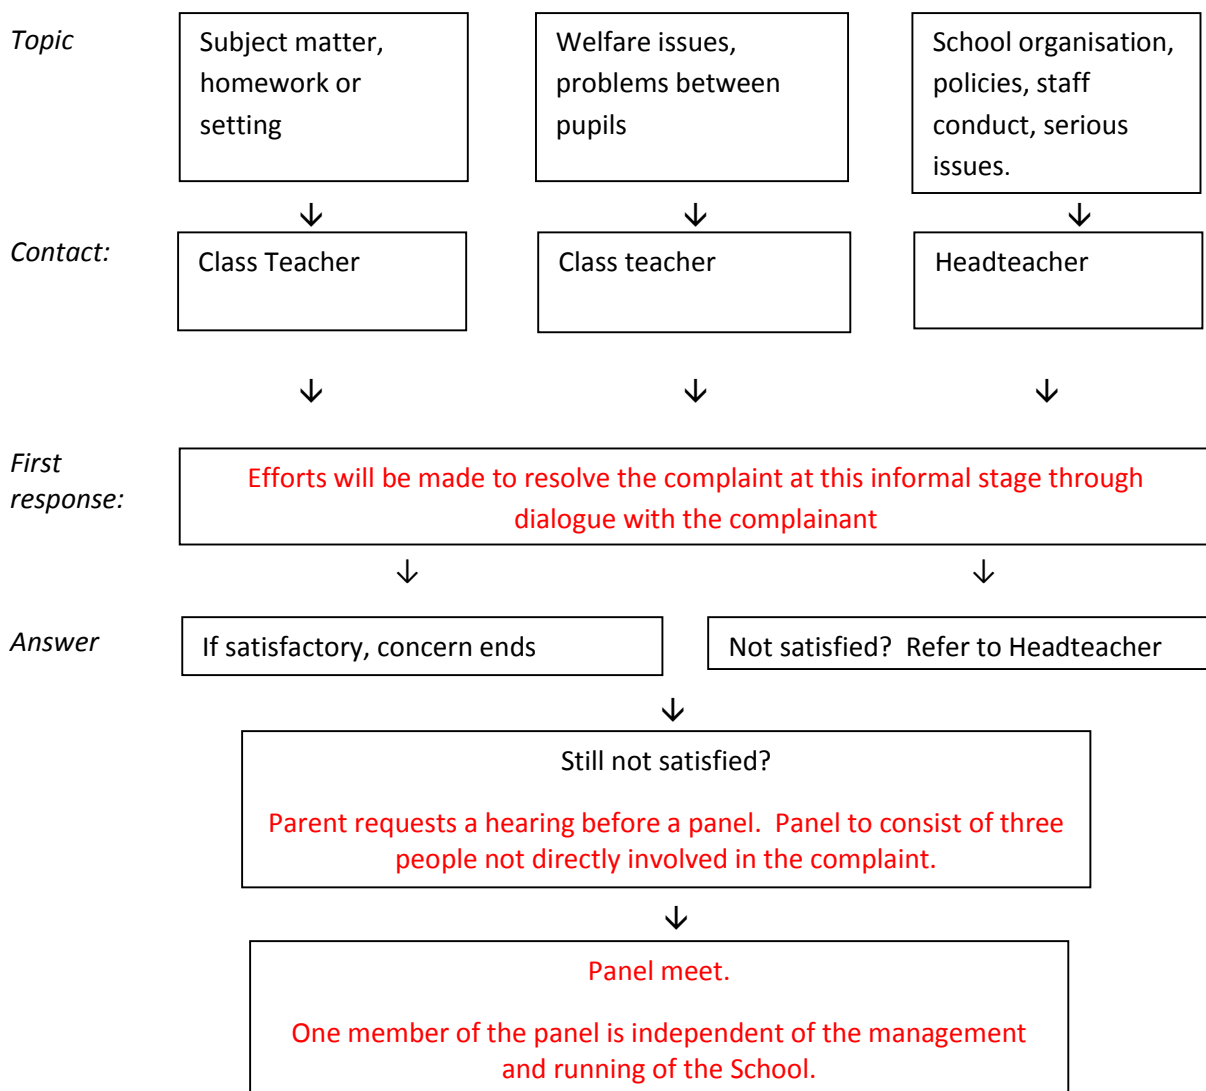 Topic
Subject matter,
homework or
setting
Welfare issues,
problems between
pupils
School organisation,
policies, staff
conduct, serious
issues.
Contact:
Class Teacher
Class teacher
Headteacher
First
response:
Efforts will be made to resolve the complaint at this informal stage through
dialogue with the complainant
Answer
If satisfactory, concern ends
Not satisfied?  Refer to Headteacher
Still not satisfied?
Parent requests a hearing before a panel.  Panel to consist of three
people not directly involved in the complaint.
Panel meet.
One member of the panel is independent of the management
and running of the School.